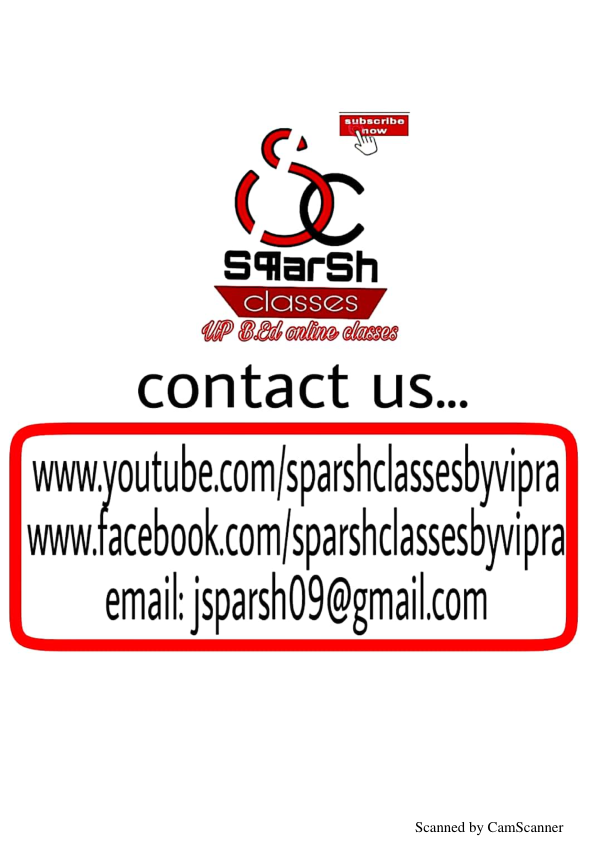 subscribe
now
SParSh
classes
UP B.Ed online classes
contact us...
www.youtube.com/sparshclassesbyvipra
www.facebook.com/sparshclassesbyvipra
email: jsparsh09@gmail.com
Scanned by CamScanner